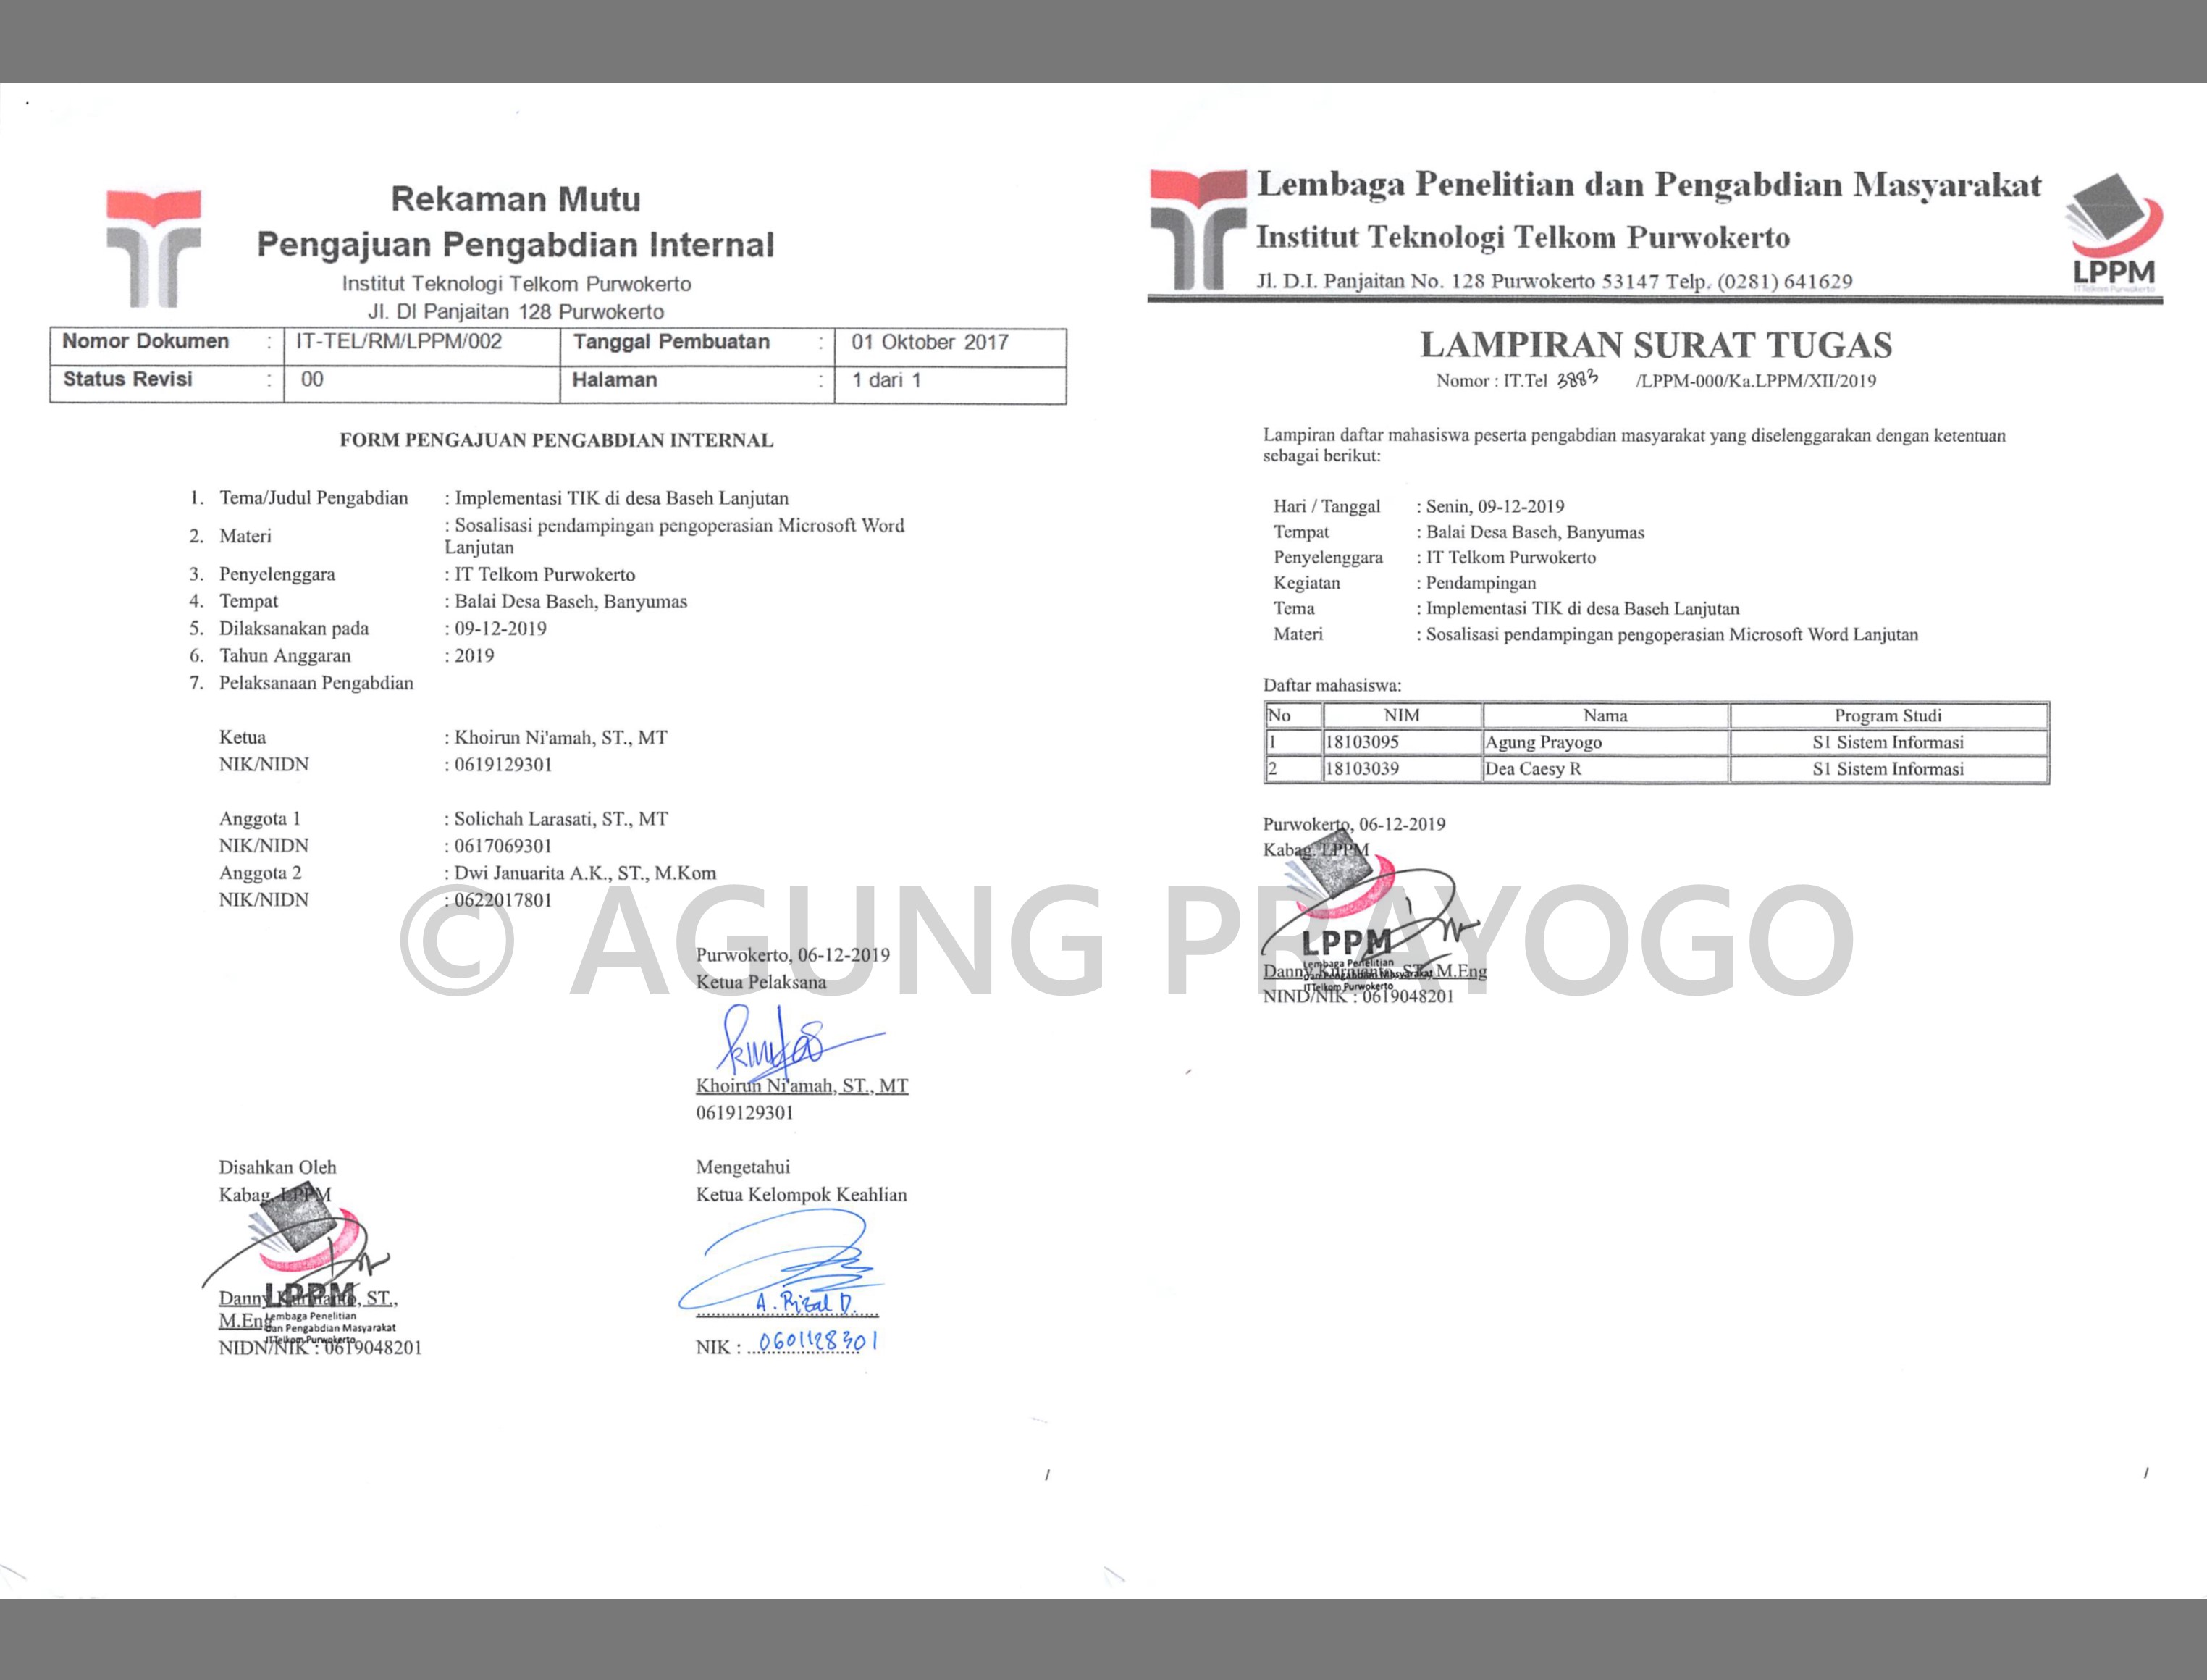 Rekaman Mutu
Pengajuan Pengabdian Internal
Institut Teknologi Telkom Purwokerto
Jl. DI Panjaitan 128 Purwokerto
Nomor Dokumen : IT-TEL/RM/LPPM/002 Tanggal Pembuatan : 01 Oktober 2017
Status Revisi : 00 Halaman : 1 dari 1
FORM PENGAJUAN PENGABDIAN INTERNAL
1. Tema/Judul Pengabdian : Implementasi TIK di desa Baseh Lanjutan
2. Materi : Sosalisasi pendampingan pengoperasian Microsoft Word
Lanjutan
3. Penyelenggara : IT Telkom Purwokerto
4. Tempat : Balai Desa Baseh, Banyumas
5. Dilaksanakan pada : 09-12-2019
6. Tahun Anggaran : 2019
7. Pelaksanaan Pengabdian
Ketua : Khoirun Ni'amah, ST., MT
NIK/NIDN : 0619129301
Anggota 1 : Solichah Larasati, ST., MT
NIK/NIDN : 0617069301
Anggota 2 : Dwi Januarita A.K., ST., M.Kom
NIK/NIDN : 0622017801
Purwokerto, 06-12-2019
Ketua Pelaksana
Khoirun Ni'amah, ST., MT
0619129301
Disahkan Oleh
Kabag. LPPM
LPPM
Danny Kurnianto, ST.,
M.Eng
Lembaga Penelitian
dan Pengabdian Masyarakat
ITTelkom Purwokerto
NIDN/NIK : 0619048201
Mengetahui
Ketua Kelompok Keahlian
A. Rizal D.
NIK : 0601128301
Lembaga Penelitian dan Pengabdian Masyarakat
Institut Teknologi Telkom Purwokerto
Jl. D.I. Panjaitan No. 128 Purwokerto 53147 Telp. (0281) 641629
LPPM
ITTelkom Purwokerto
LAMPIRAN SURAT TUGAS
Nomor : IT.Tel 3883 /LPPM-000/Ka.LPPM/XII/2019
Lampiran daftar mahasiswa peserta pengabdian masyarakat yang diselenggarakan dengan ketentuan
sebagai berikut:
Hari / Tanggal : Senin, 09-12-2019
Tempat : Balai Desa Baseh, Banyumas
Penyelenggara : IT Telkom Purwokerto
Kegiatan : Pendampingan
Tema : Implementasi TIK di desa Baseh Lanjutan
Materi : Sosalisasi pendampingan pengoperasian Microsoft Word Lanjutan
Daftar mahasiswa:
No NIM Nama Program Studi
1 18103095 Agung Prayogo S1 Sistem Informasi
2 18103039 Dea Caesy R S1 Sistem Informasi
Purwokerto, 06-12-2019
Kabag. LPPM
LPPM
Lembaga Penelitian
dan Pengabdian Masyarakat
ITTelkom Purwokerto
Danny Kurnianto, ST., M.Eng
NIND/NIK : 0619048201
© AGUNG PRAYOGO